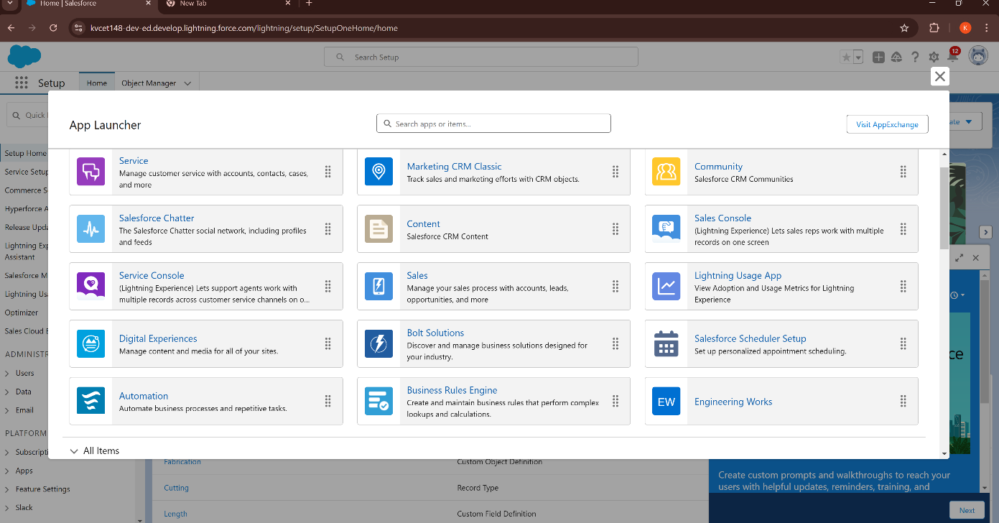 Home | Salesforce
New Tab
kvcet148-dev-ed.develop.lightning.force.com/lightning/setup/SetupOneHome/home
K
Search Setup
12
Setup
Home
Object Manager
Quick
App Launcher
Search apps or items...
Visit AppExchange
ate
Setup Home
Service Setup
Commerce S
Hyperforce A
Release Upda
Lightning Exp
Assistant
Salesforce M
Lightning Us
Optimizer
Sales Cloud E
ADMINISTR
Users
Data
Email
PLATFORM
Subscripti
Apps
Feature Settings
Slack
Service
Manage customer service with accounts, contacts, cases,
and more
Marketing CRM Classic
Track sales and marketing efforts with CRM objects.
Community
Salesforce CRM Communities
Salesforce Chatter
The Salesforce Chatter social network, including profiles
and feeds
Content
Salesforce CRM Content
Sales Console
(Lightning Experience) Lets sales reps work with multiple
records on one screen
Service Console
(Lightning Experience) Lets support agents work with
multiple records across customer service channels on o...
Sales
Manage your sales process with accounts, leads,
opportunities, and more
Lightning Usage App
View Adoption and Usage Metrics for Lightning
Experience
Digital Experiences
Manage content and media for all of your sites.
Bolt Solutions
Discover and manage business solutions designed for
your industry.
Salesforce Scheduler Setup
Set up personalized appointment scheduling.
Automation
Automate business processes and repetitive tasks.
Business Rules Engine
Create and maintain business rules that perform complex
lookups and calculations.
EW
Engineering Works
All Items
ce
Fabrication
Custom Object Definition
Cutting
Record Type
Length
Custom Field Definition
Create custom prompts and walkthroughs to reach your
users with helpful updates, reminders, training, and
Next